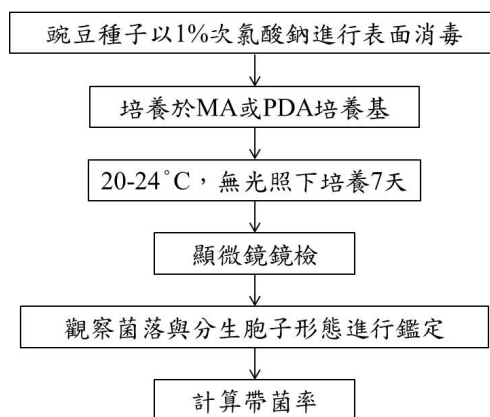 豌豆種子以1%次氯酸鈉進行表面消毒
培養於MA或PDA培養基
20-24˚C，無光照下培養7天
顯微鏡鏡檢
觀察菌落與分生胞子形態進行鑑定
計算帶菌率